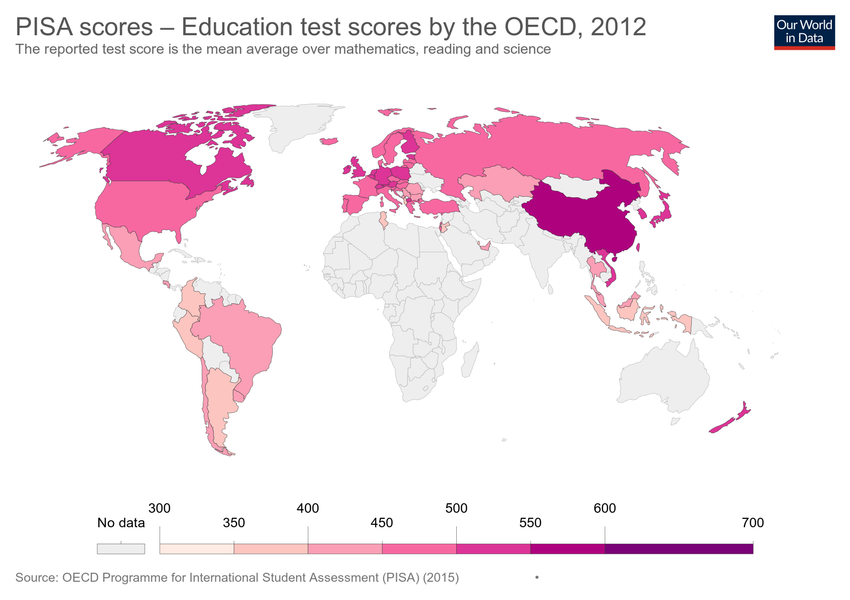 PISA scores – Education test scores by the OECD, 2012
The reported test score is the mean average over mathematics, reading and science
Our World
in Data
300 400 500 600
No data 350 450 550 700
Source: OECD Programme for International Student Assessment (PISA) (2015) •